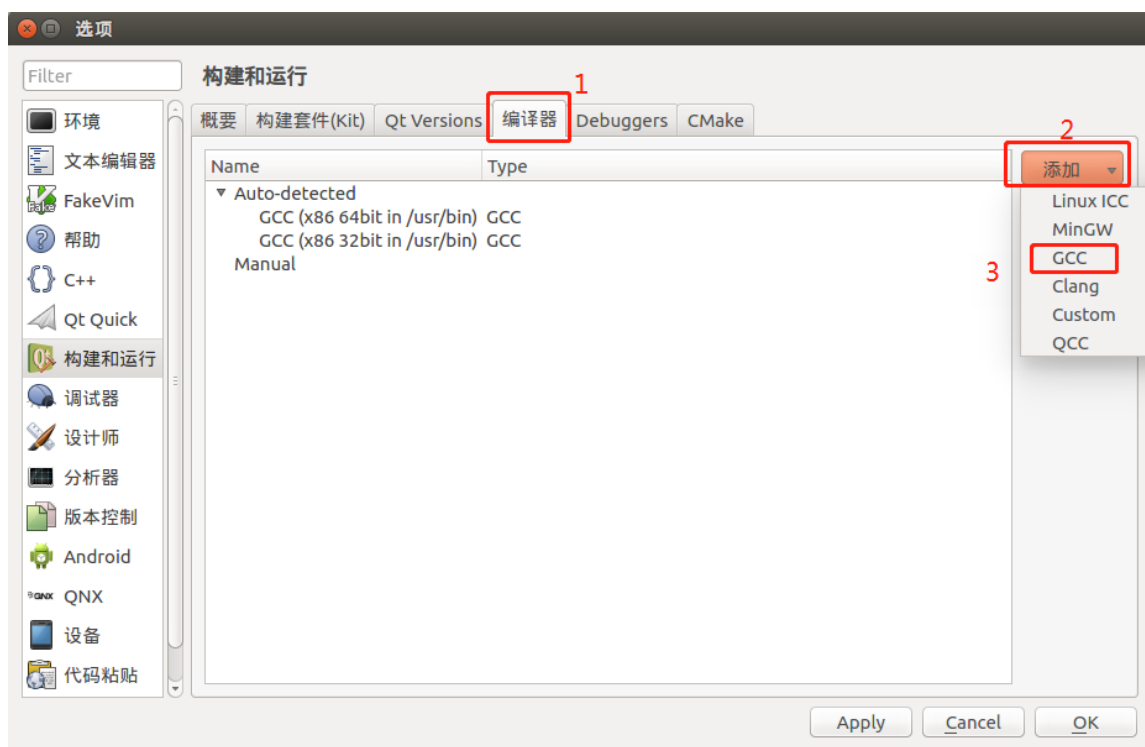 选项
Filter
构建和运行
1
环境
文本编辑器
FakeVim
帮助
C++
Qt Quick
构建和运行
调试器
设计师
分析器
版本控制
Android
QNX QNX
设备
代码粘贴
概要 构建套件(Kit) Qt Versions 编译器 Debuggers CMake
2
Name Type
添加
Auto-detected
GCC (x86 64bit in /usr/bin) GCC
GCC (x86 32bit in /usr/bin) GCC
Manual
Linux ICC
MinGW
3
GCC
Clang
Custom
QCC
Apply Cancel OK